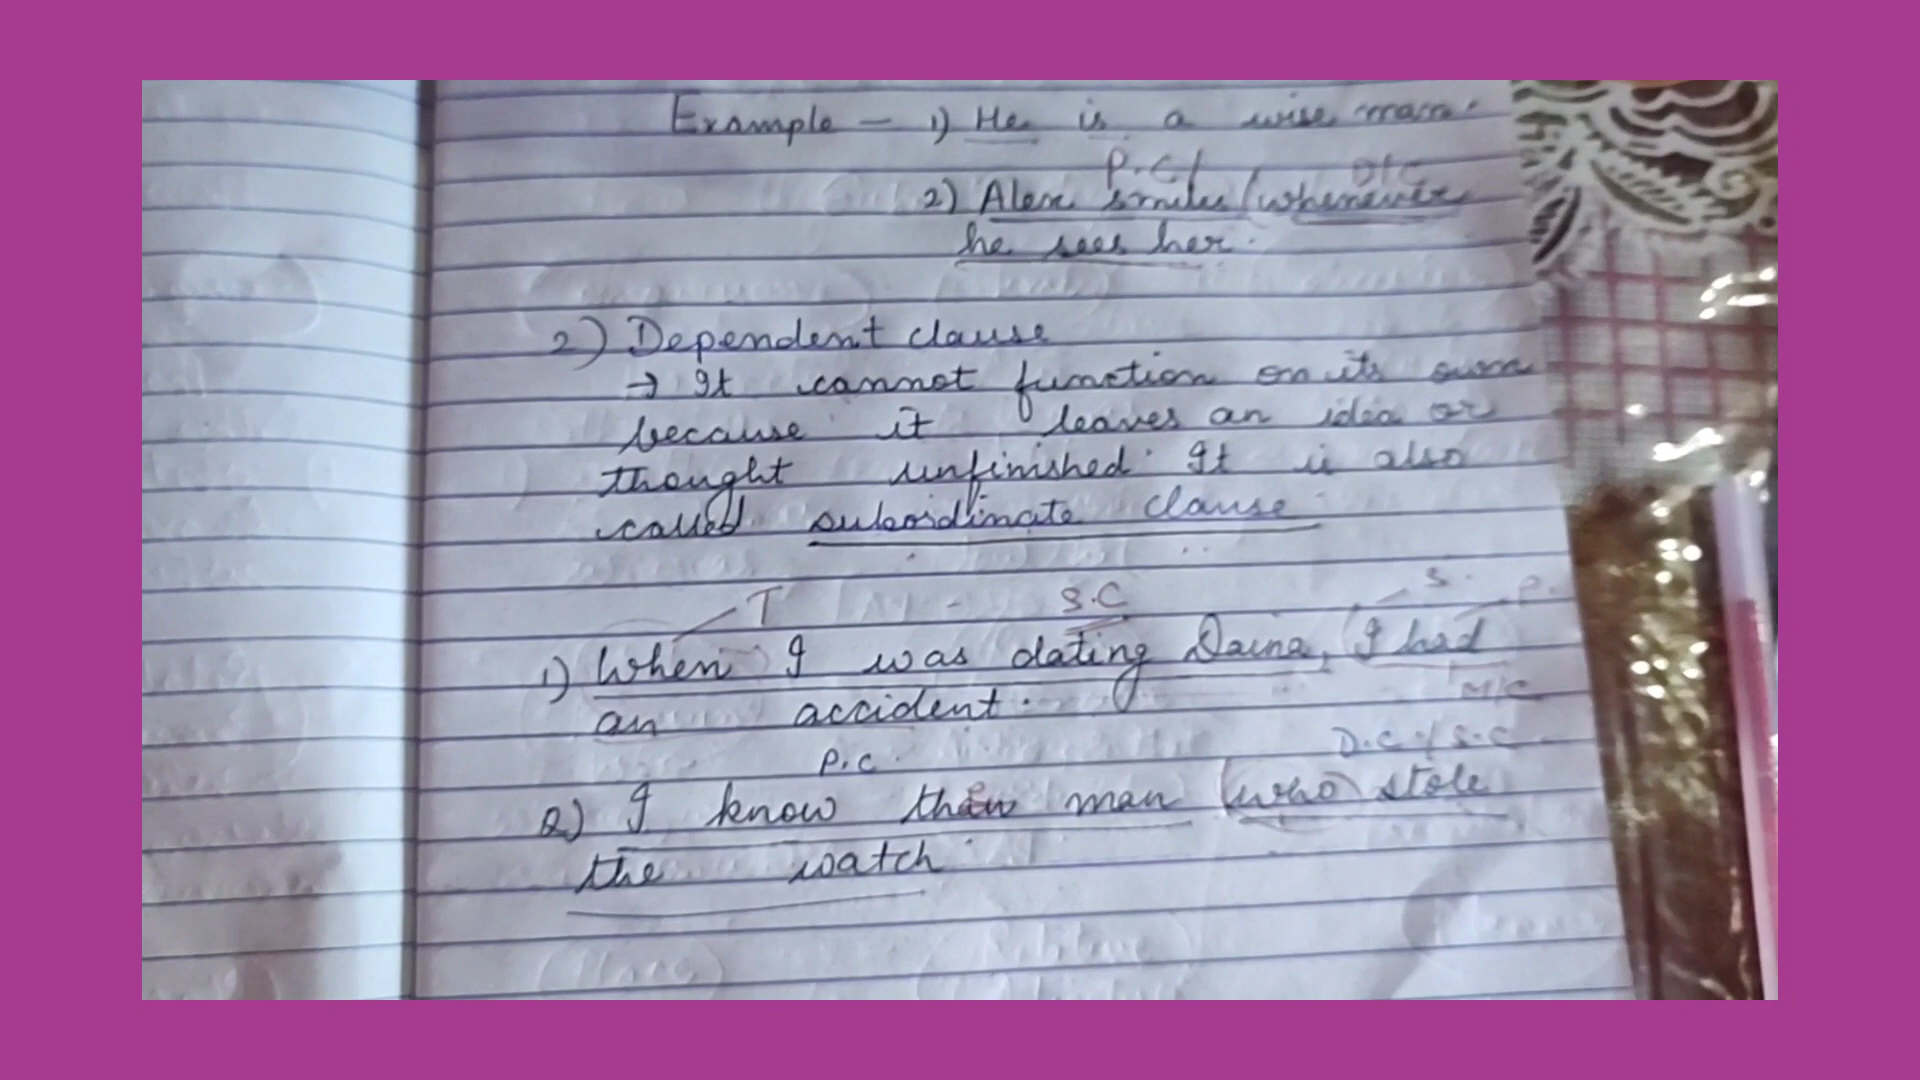 Example - 1) He is a wise man.
P.C/ D/C
2) Alex smiles (whenever
he sees her.
2) Dependent clause
→ It cannot function on its own
because it leaves an idea or
thought unfinished. It is also
called subordinate clause
T S.C S. P.
1) When I was dating Daina, I had
M/C
an accident.
P.C D.C / S.C
2) I know the man (who) stole
the watch